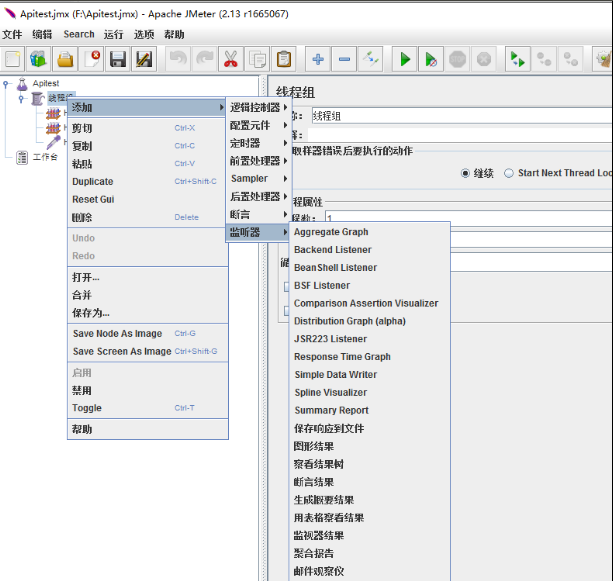 Apitest.jmx (F:\Apitest.jmx) - Apache JMeter (2.13 r1665067)
文件 编辑 Search 运行 选项 帮助
Apitest
线程组
工作台
添加
剪切 Ctrl-X
复制 Ctrl-C
粘贴 Ctrl-V
Duplicate Ctrl+Shift-C
Reset Gui
删除 Delete
Undo
Redo
打开...
合并
保存为...
Save Node As Image Ctrl-G
Save Screen As Image Ctrl+Shift-G
启用
禁用
Toggle Ctrl-T
帮助
逻辑控制器
配置元件
定时器
前置处理器
Sampler
后置处理器
断言
监听器
Aggregate Graph
Backend Listener
BeanShell Listener
BSF Listener
Comparison Assertion Visualizer
Distribution Graph (alpha)
JSR223 Listener
Response Time Graph
Simple Data Writer
Spline Visualizer
Summary Report
保存响应到文件
图形结果
察看结果树
断言结果
生成概要结果
用表格察看结果
监视器结果
聚合报告
邮件观察仪
线程组
称： 线程组
取样器错误后要执行的动作
继续 Start Next Thread Loo
程属性
程数： 1